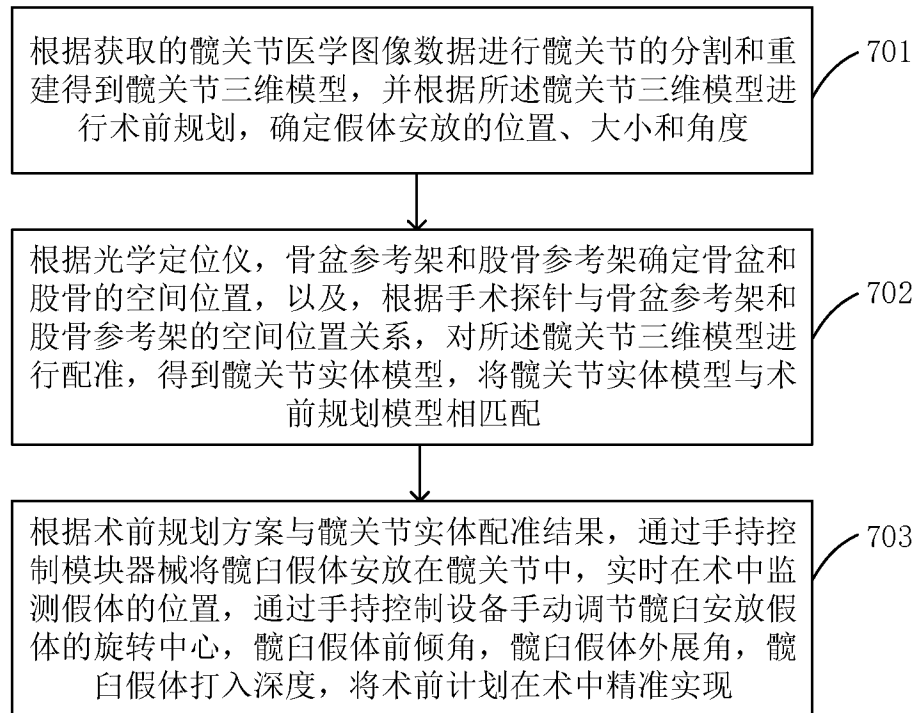 根据获取的髋关节医学图像数据进行髋关节的分割和重
建得到髋关节三维模型，并根据所述髋关节三维模型进
行术前规划，确定假体安放的位置、大小和角度
701
根据光学定位仪，骨盆参考架和股骨参考架确定骨盆和
股骨的空间位置，以及，根据手术探针与骨盆参考架和
股骨参考架的空间位置关系，对所述髋关节三维模型进
行配准，得到髋关节实体模型，将髋关节实体模型与术
前规划模型相匹配
702
根据术前规划方案与髋关节实体配准结果，通过手持控
制模块器械将髋臼假体安放在髋关节中，实时在术中监
测假体的位置，通过手持控制设备手动调节髋臼安放假
体的旋转中心，髋臼假体前倾角，髋臼假体外展角，髋
臼假体打入深度，将术前计划在术中精准实现
703